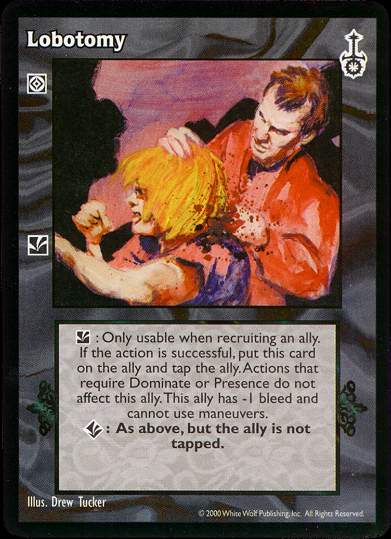 Lobotomy
: Only usable when recruiting an ally.
If the action is successful, put this card
on the ally and tap the ally. Actions that
require Dominate or Presence do not
affect this ally. This ally has -1 bleed and
cannot use maneuvers.
: As above, but the ally is not
tapped.
Illus. Drew Tucker
© 2000 White Wolf Publishing, Inc. All Rights Reserved.